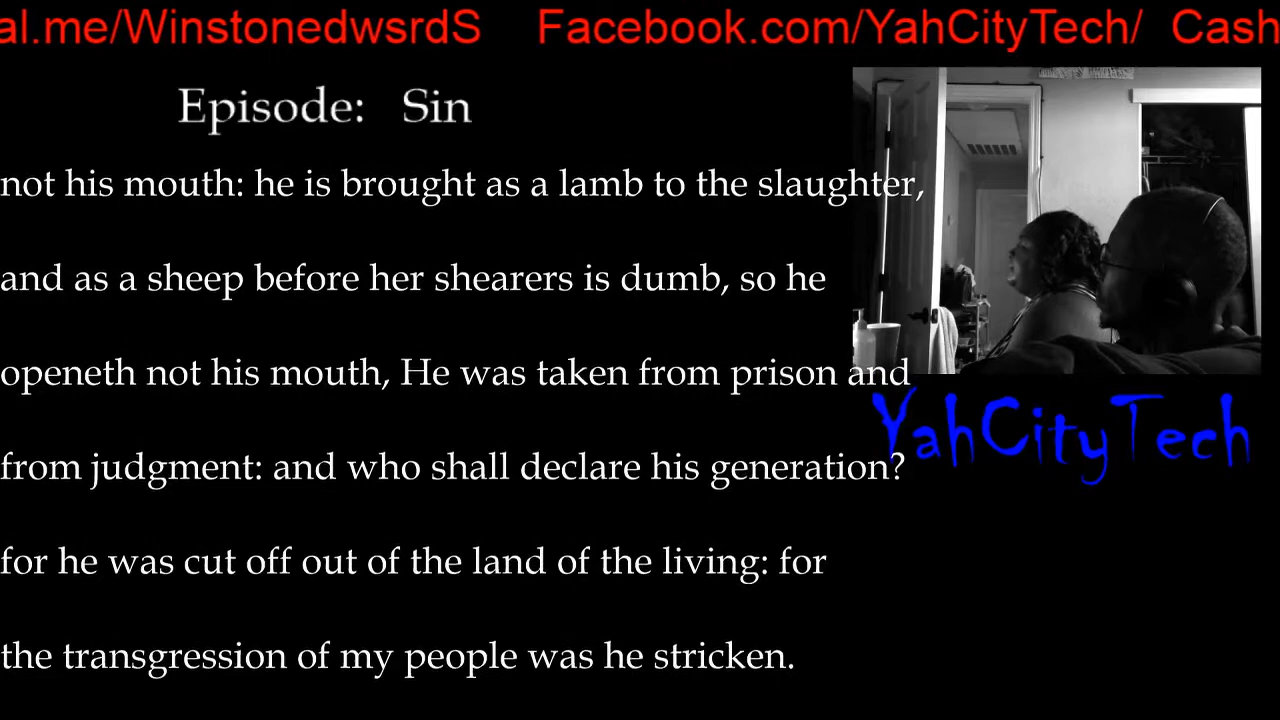 al.me/WinstonedwsrdS Facebook.com/YahCityTech/ Cash
Episode: Sin
not his mouth: he is brought as a lamb to the slaughter,
and as a sheep before her shearers is dumb, so he
openeth not his mouth, He was taken from prison and
from judgment: and who shall declare his generation?
for he was cut off out of the land of the living: for
the transgression of my people was he stricken.
YahCityTech